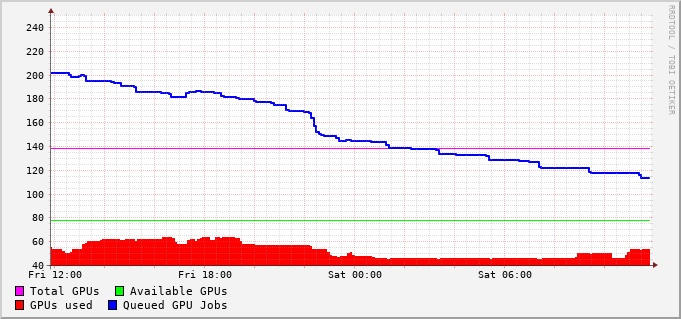 240
220
200
180
160
140
120
100
80
60
40
Fri 12:00 Fri 18:00 Sat 00:00 Sat 06:00
Total GPUs Available GPUs
GPUs used Queued GPU Jobs
RRDTOOL / TOBI OETIKER